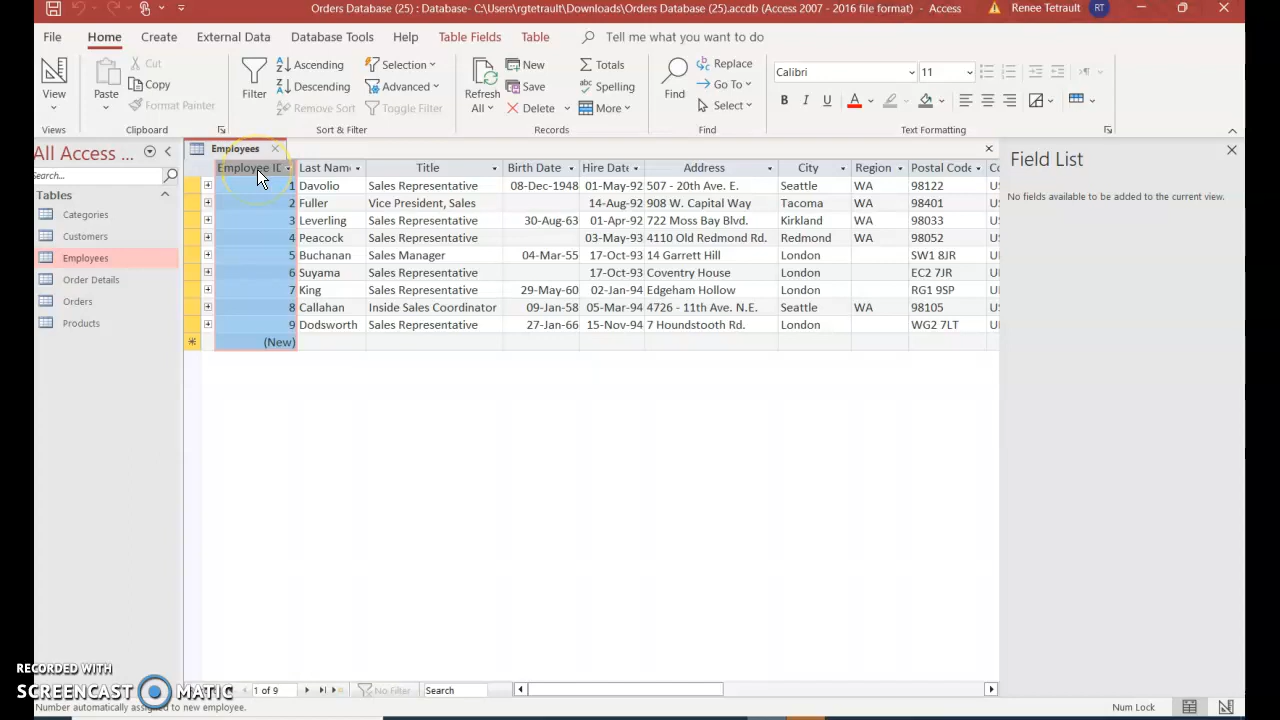 Orders Database (25) : Database- C:\Users\rgtetrault\Downloads\Orders Database (25).accdb (Access 2007 - 2016 file format) - Access
Renee Tetrault RT
File Home Create External Data Database Tools Help Table Fields Table Tell me what you want to do
View
Views
Paste
Cut
Copy
Format Painter
Clipboard
Filter
Ascending
Descending
Remove Sort
Selection
Advanced
Toggle Filter
Sort & Filter
Refresh
All
New
Save
Delete
Totals
Spelling
More
Records
Find
Replace
Go To
Select
Find
Calibri 11
B I U A
Text Formatting
All Access ...
Search...
Tables
Categories
Customers
Employees
Order Details
Orders
Products
Employees
Employee ID Last Name Title Birth Date Hire Date Address City Region Postal Code
1 Davolio Sales Representative 08-Dec-1948 01-May-92 507 - 20th Ave. E. Seattle WA 98122
2 Fuller Vice President, Sales 14-Aug-92 908 W. Capital Way Tacoma WA 98401
3 Leverling Sales Representative 30-Aug-63 01-Apr-92 722 Moss Bay Blvd. Kirkland WA 98033
4 Peacock Sales Representative 03-May-93 4110 Old Redmond Rd. Redmond WA 98052
5 Buchanan Sales Manager 04-Mar-55 17-Oct-93 14 Garrett Hill London SW1 8JR
6 Suyama Sales Representative 17-Oct-93 Coventry House London EC2 7JR
7 King Sales Representative 29-May-60 02-Jan-94 Edgeham Hollow London RG1 9SP
8 Callahan Inside Sales Coordinator 09-Jan-58 05-Mar-94 4726 - 11th Ave. N.E. Seattle WA 98105
9 Dodsworth Sales Representative 27-Jan-66 15-Nov-94 7 Houndstooth Rd. London WG2 7LT
(New)
Field List
No fields available to be added to the current view.
1 of 9 No Filter Search
RECORDED WITH
SCREENCAST MATIC
Number automatically assigned to new employee.
Num Lock